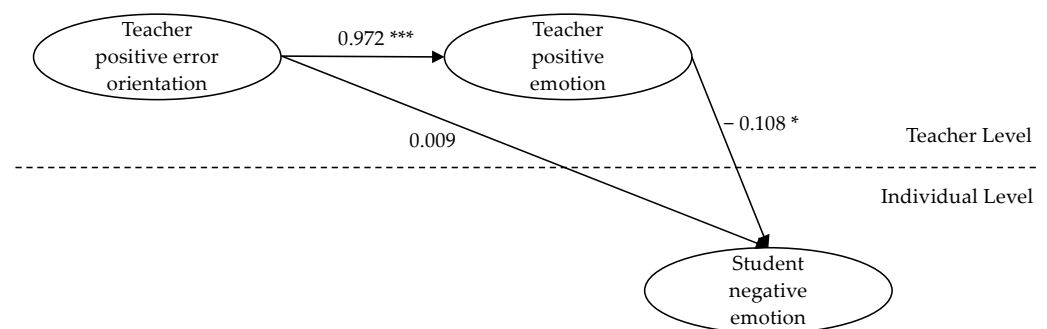 Teacher
positive error
orientation
0.972 ***
Teacher
positive
emotion
− 0.108 *
0.009
Teacher Level
Individual Level
Student
negative
emotion